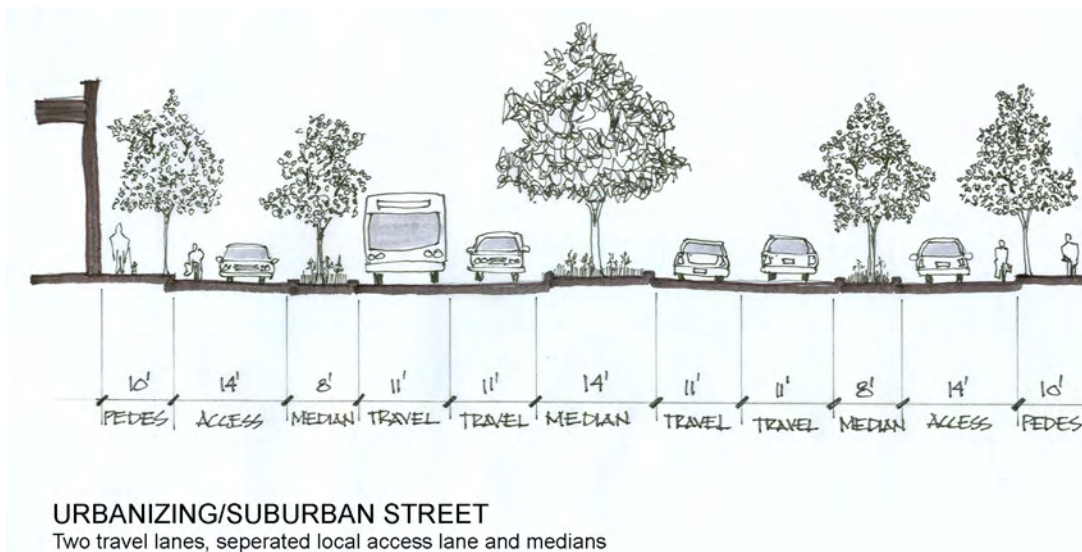 10' 14' 8' 11' 11' 14' 11' 11' 8' 14' 10'
PEDES ACCESS MEDIAN TRAVEL TRAVEL MEDIAN TRAVEL TRAVEL MEDIAN ACCESS PEDES
URBANIZING/SUBURBAN STREET
Two travel lanes, seperated local access lane and medians